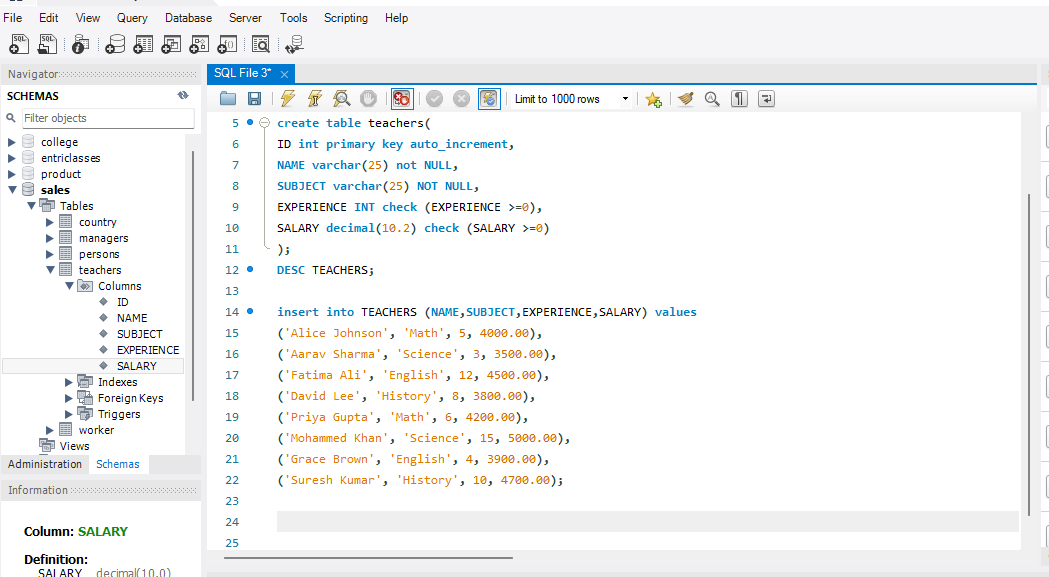 File Edit View Query Database Server Tools Scripting Help
Navigator
SCHEMAS
Filter objects
college
entriclasses
product
sales
Tables
country
managers
persons
teachers
Columns
ID
NAME
SUBJECT
EXPERIENCE
SALARY
Indexes
Foreign Keys
Triggers
worker
Views
Administration Schemas
Information
Column: SALARY
Definition:
SALARY decimal(10,0)
SQL File 3*
Limit to 1000 rows
5 create table teachers(
6 ID int primary key auto_increment,
7 NAME varchar(25) not NULL,
8 SUBJECT varchar(25) NOT NULL,
9 EXPERIENCE INT check (EXPERIENCE >=0),
10 SALARY decimal(10.2) check (SALARY >=0)
11 );
12 DESC TEACHERS;
13
14 insert into TEACHERS (NAME,SUBJECT,EXPERIENCE,SALARY) values
15 ('Alice Johnson', 'Math', 5, 4000.00),
16 ('Aarav Sharma', 'Science', 3, 3500.00),
17 ('Fatima Ali', 'English', 12, 4500.00),
18 ('David Lee', 'History', 8, 3800.00),
19 ('Priya Gupta', 'Math', 6, 4200.00),
20 ('Mohammed Khan', 'Science', 15, 5000.00),
21 ('Grace Brown', 'English', 4, 3900.00),
22 ('Suresh Kumar', 'History', 10, 4700.00);
23
24
25